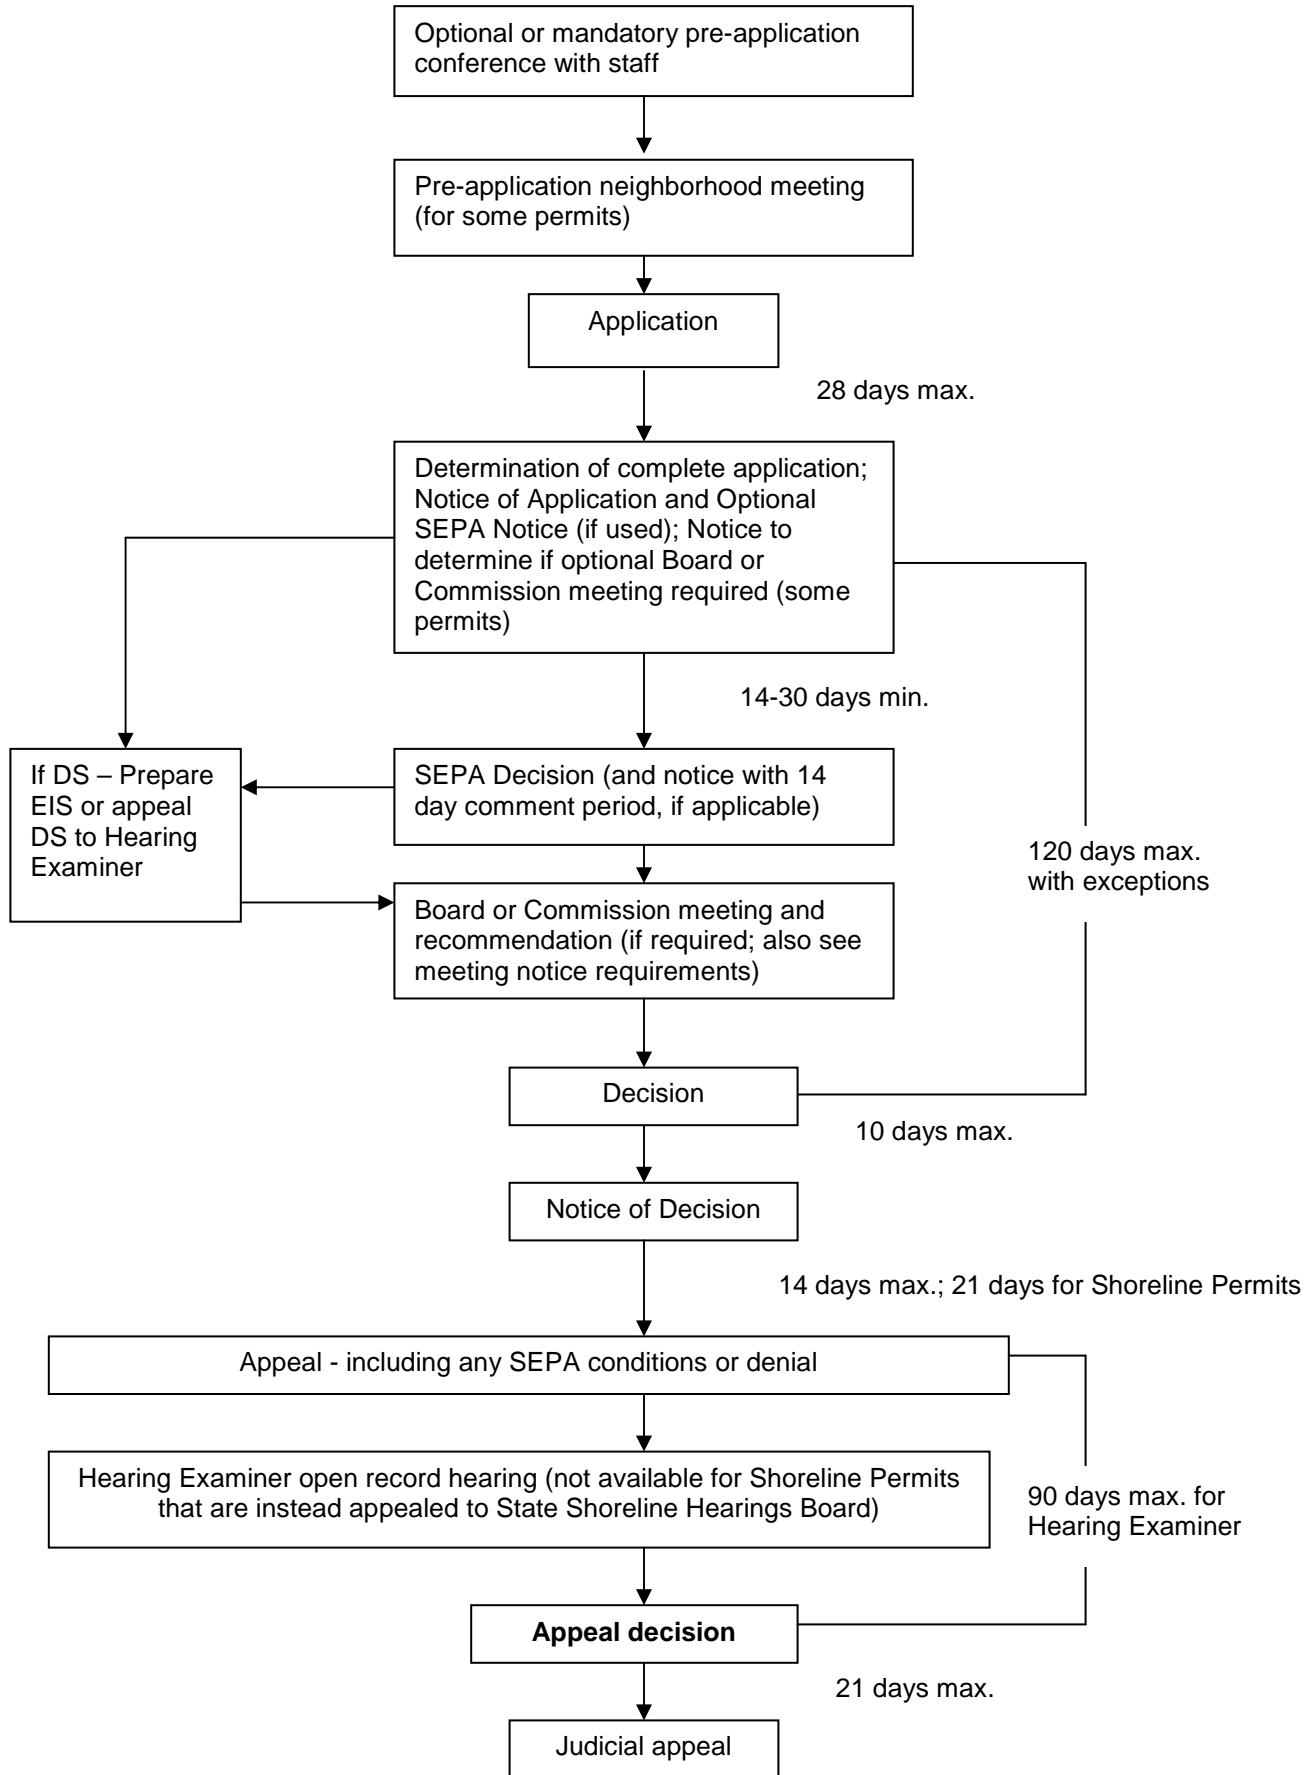 Optional or mandatory pre-application
conference with staff
Pre-application neighborhood meeting
(for some permits)
Application
28 days max.
Determination of complete application;
Notice of Application and Optional
SEPA Notice (if used); Notice to
determine if optional Board or
Commission meeting required (some
permits)
14-30 days min.
If DS – Prepare
EIS or appeal
DS to Hearing
Examiner
SEPA Decision (and notice with 14
day comment period, if applicable)
120 days max.
with exceptions
Board or Commission meeting and
recommendation (if required; also see
meeting notice requirements)
Decision
10 days max.
Notice of Decision
14 days max.; 21 days for Shoreline Permits
Appeal - including any SEPA conditions or denial
Hearing Examiner open record hearing (not available for Shoreline Permits
that are instead appealed to State Shoreline Hearings Board)
90 days max. for
Hearing Examiner
Appeal decision
21 days max.
Judicial appeal